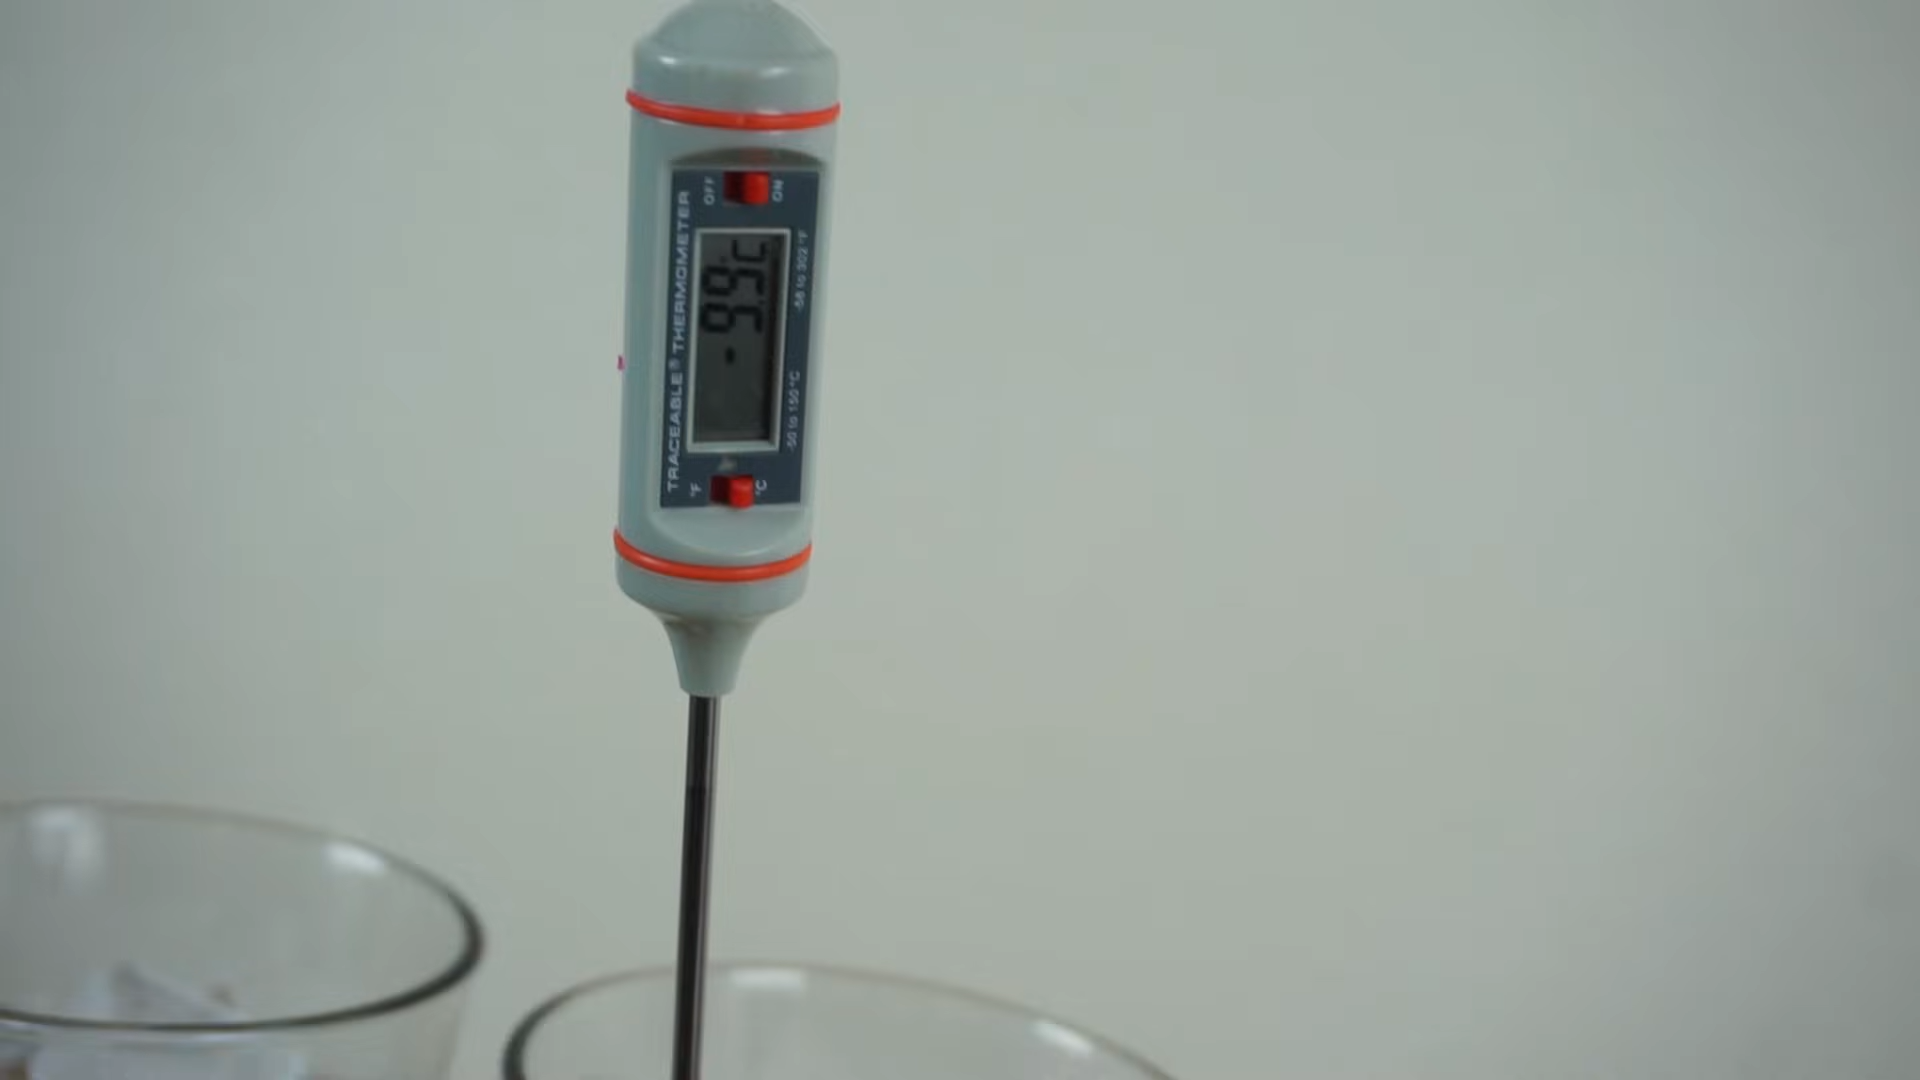 OFF ON
TRACEABLE® THERMOMETER
-9.9°C
-50 to 150 °C -58 to 302 °F
°F °C